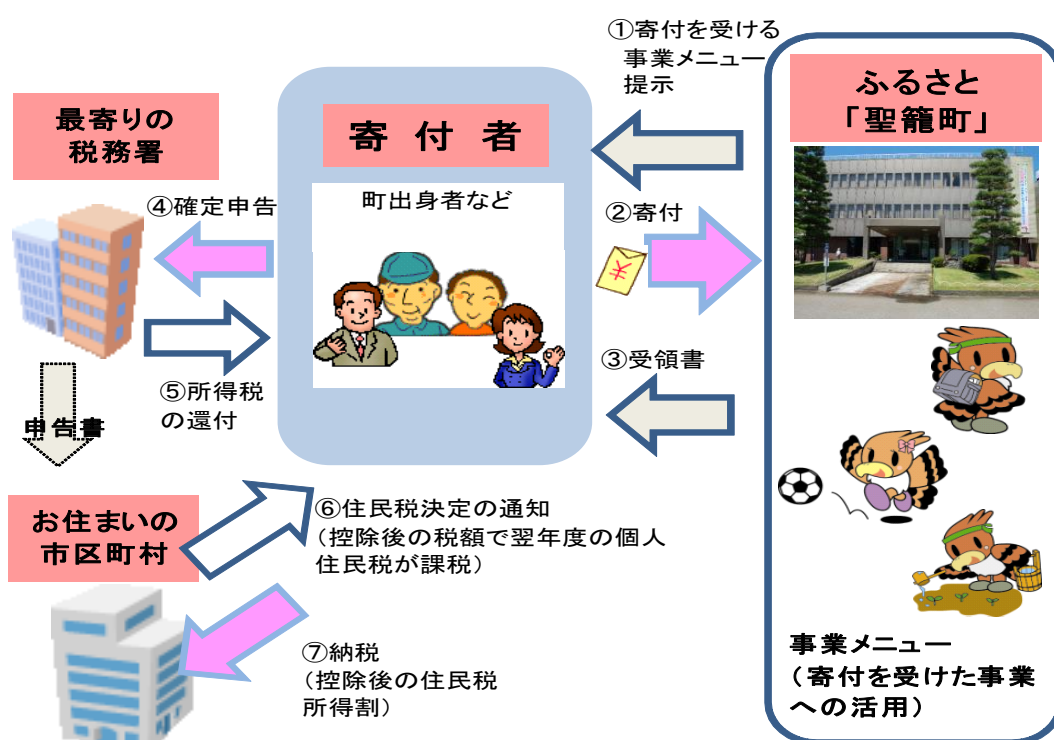 ①寄付を受ける
事業メニュー
提示
ふるさと
「聖籠町」
最寄りの
税務署
寄付者
町出身者など
④確定申告
②寄付
¥
③受領書
⑤所得税
の還付
申告書
お住まいの
市区町村
⑥住民税決定の通知
（控除後の税額で翌年度の個人
住民税が課税）
⑦納税
（控除後の住民税
所得割）
事業メニュー
（寄付を受けた事業
への活用）